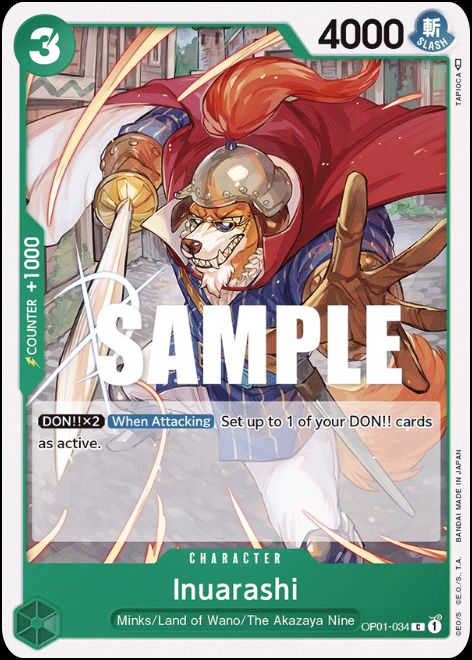 3
4000
斬
SLASH
TAPIOCA
COUNTER +1000
SAMPLE
DON!!×2 When Attacking Set up to 1 of your DON!! cards
as active.
CHARACTER
Inuarashi
Minks/Land of Wano/The Akazaya Nine
OP01-034 C 1
©E.O/S ©E.O./S., T.A. BANDAI MADE IN JAPAN